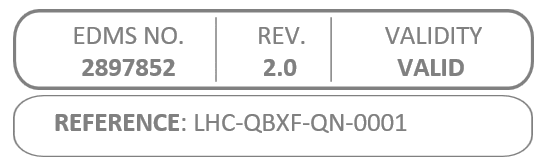 EDMS NO. REV. VALIDITY
2897852 2.0 VALID
REFERENCE: LHC-QBXF-QN-0001